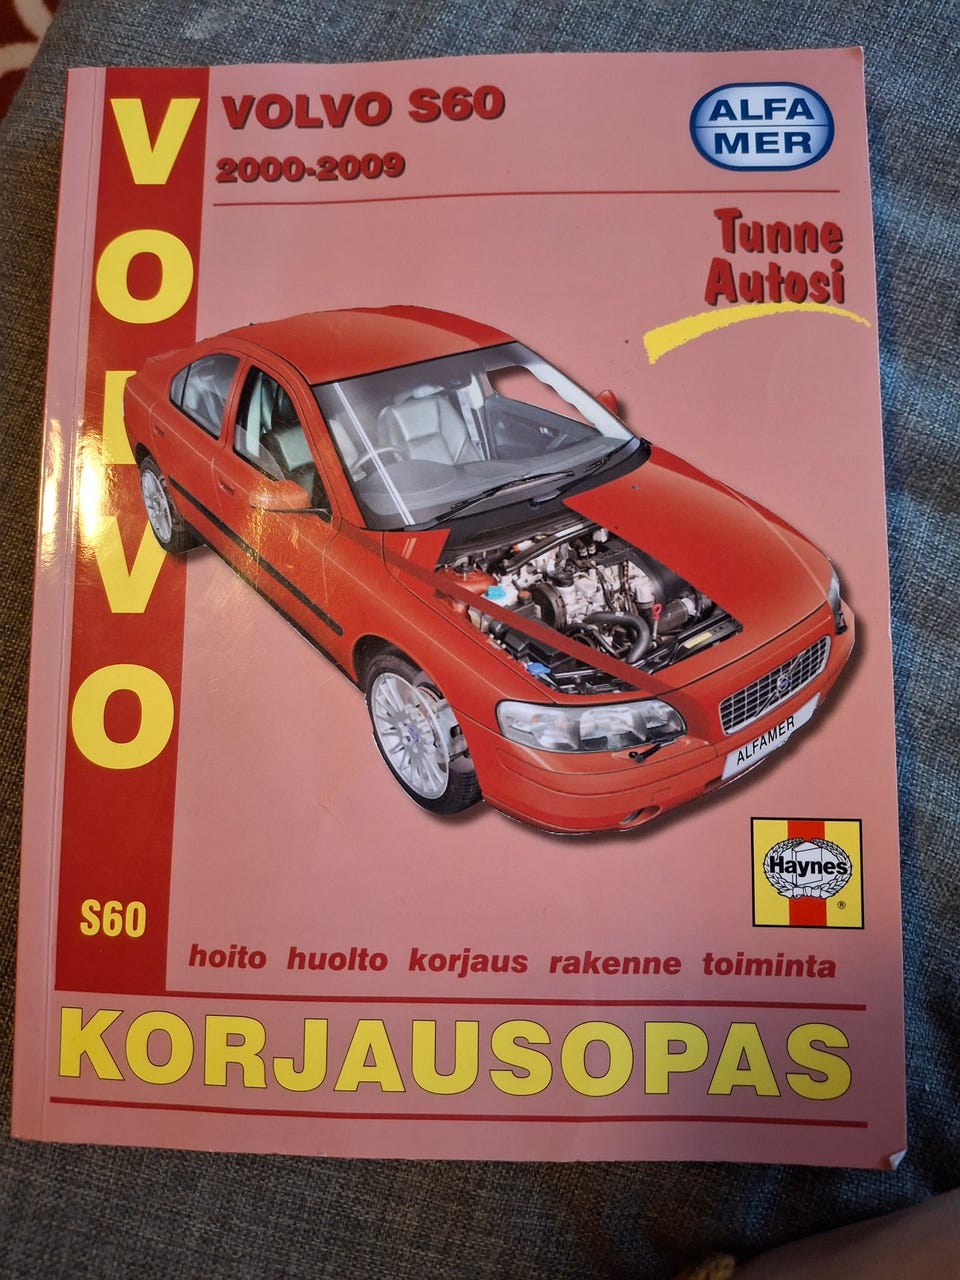 VOLVO
VOLVO S60
2000-2009
ALFA
MER
Tunne
Autosi
ALFAMER
Haynes
®
S60
hoito huolto korjaus rakenne toiminta
KORJAUSOPAS